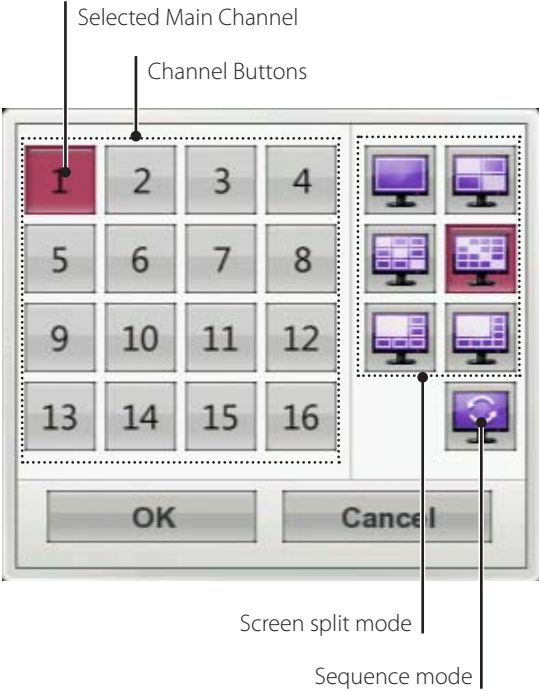 Selected Main Channel
Channel Buttons
1 2 3 4
5 6 7 8
9 10 11 12
13 14 15 16
OK Cancel
Screen split mode
Sequence mode